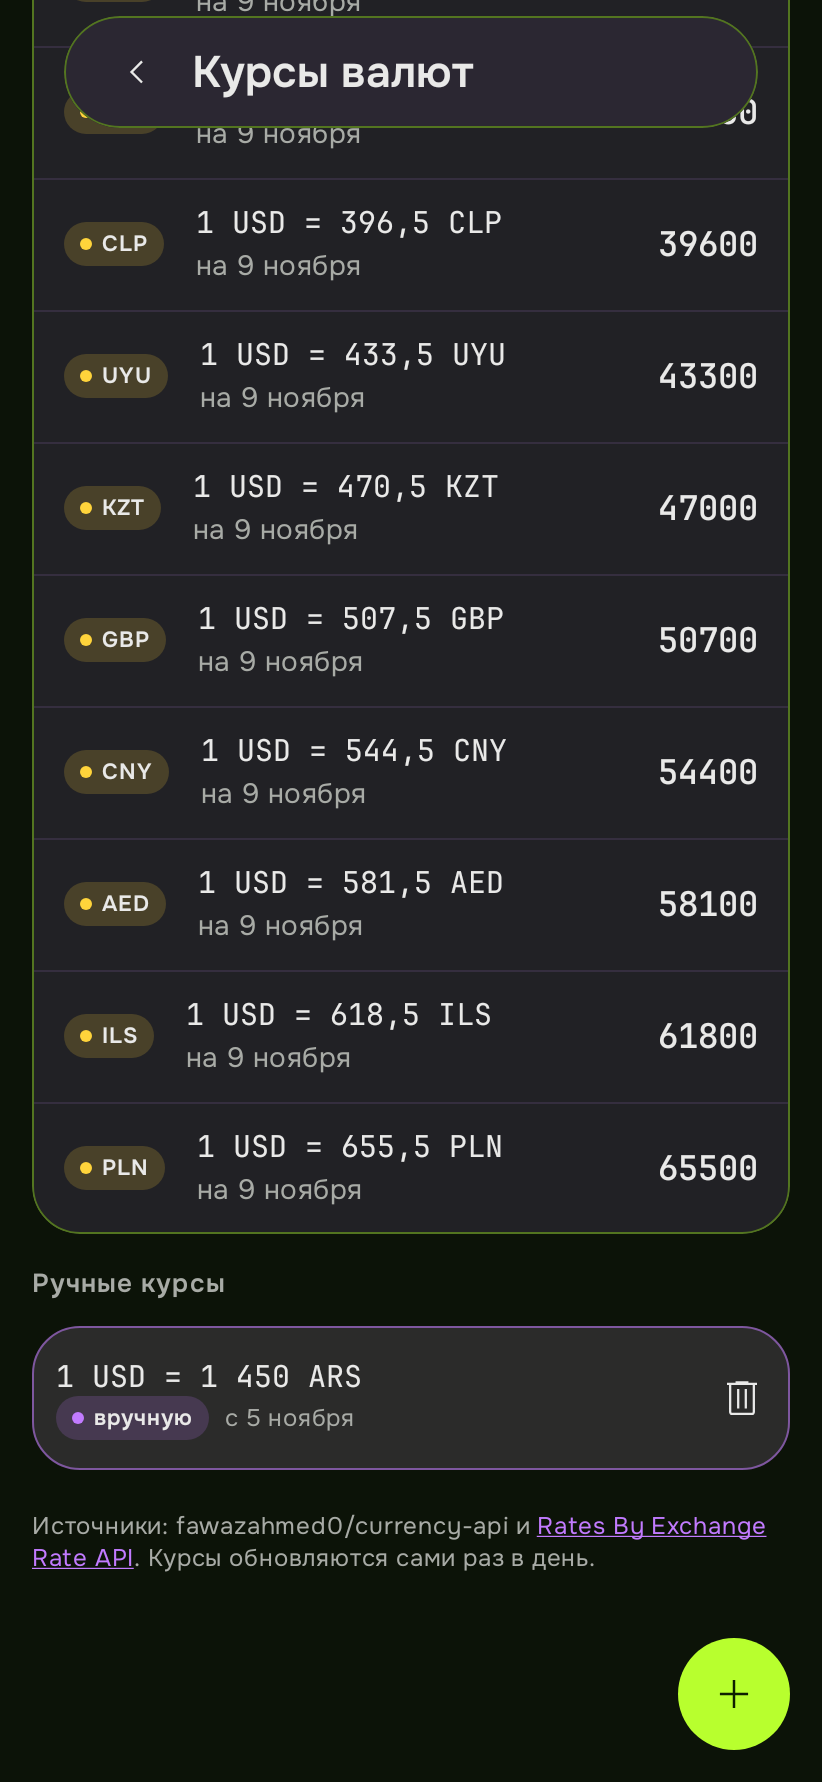 на 9 ноября
Курсы валют
на 9 ноября
CLP
1 USD = 396,5 CLP
на 9 ноября
39600
UYU
1 USD = 433,5 UYU
на 9 ноября
43300
KZT
1 USD = 470,5 KZT
на 9 ноября
47000
GBP
1 USD = 507,5 GBP
на 9 ноября
50700
CNY
1 USD = 544,5 CNY
на 9 ноября
54400
AED
1 USD = 581,5 AED
на 9 ноября
58100
ILS
1 USD = 618,5 ILS
на 9 ноября
61800
PLN
1 USD = 655,5 PLN
на 9 ноября
65500
Ручные курсы
1 USD = 1 450 ARS
вручную с 5 ноября
Источники: fawazahmed0/currency-api и Rates By Exchange
Rate API. Курсы обновляются сами раз в день.